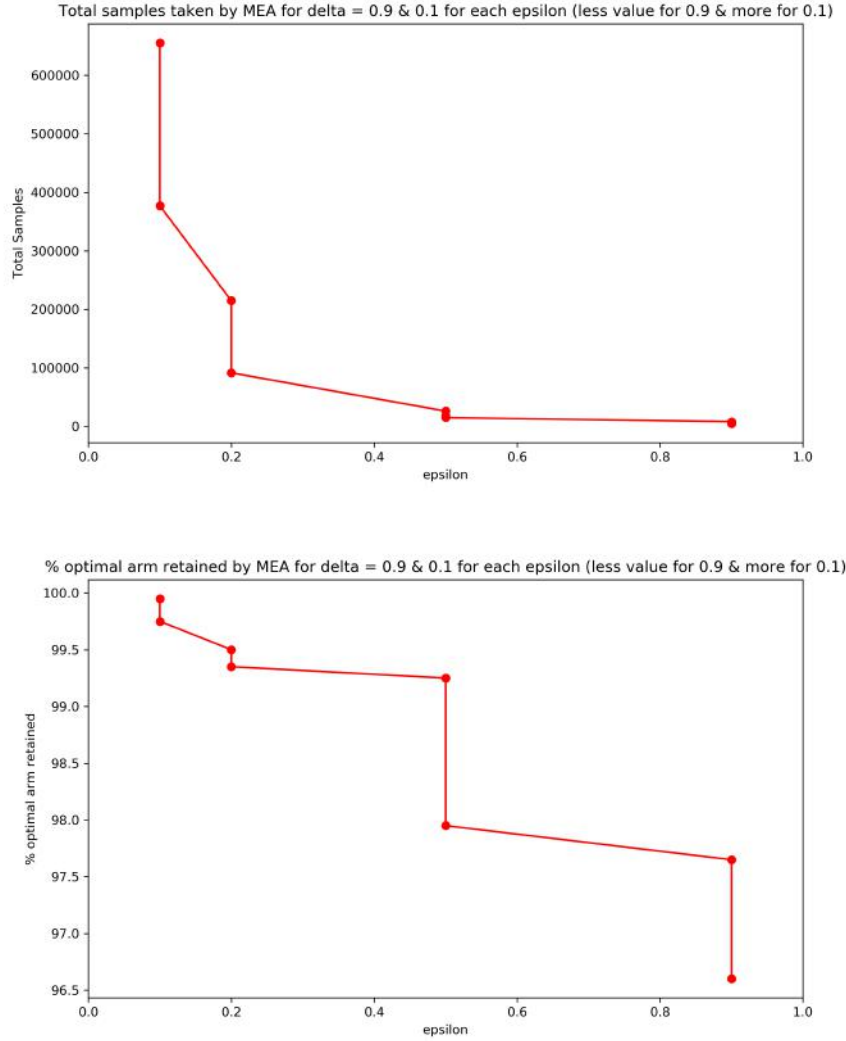 Total samples taken by MEA for delta = 0.9 & 0.1 for each epsilon (less value for 0.9 & more for 0.1)
600000
500000
400000
300000
200000
100000
0
Total Samples
0.0 0.2 0.4 0.6 0.8 1.0
epsilon
% optimal arm retained by MEA for delta = 0.9 & 0.1 for each epsilon (less value for 0.9 & more for 0.1)
100.0
99.5
99.0
98.5
98.0
97.5
97.0
96.5
% optimal arm retained
0.0 0.2 0.4 0.6 0.8 1.0
epsilon